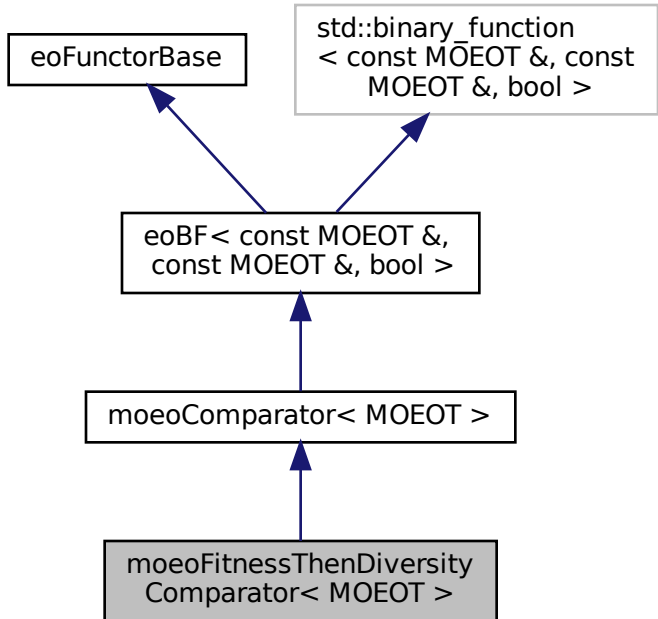 eoFunctorBase
std::binary_function
< const MOEOT &, const
MOEOT &, bool >
eoBF< const MOEOT &,
const MOEOT &, bool >
moeoComparator< MOEOT >
moeoFitnessThenDiversity
Comparator< MOEOT >